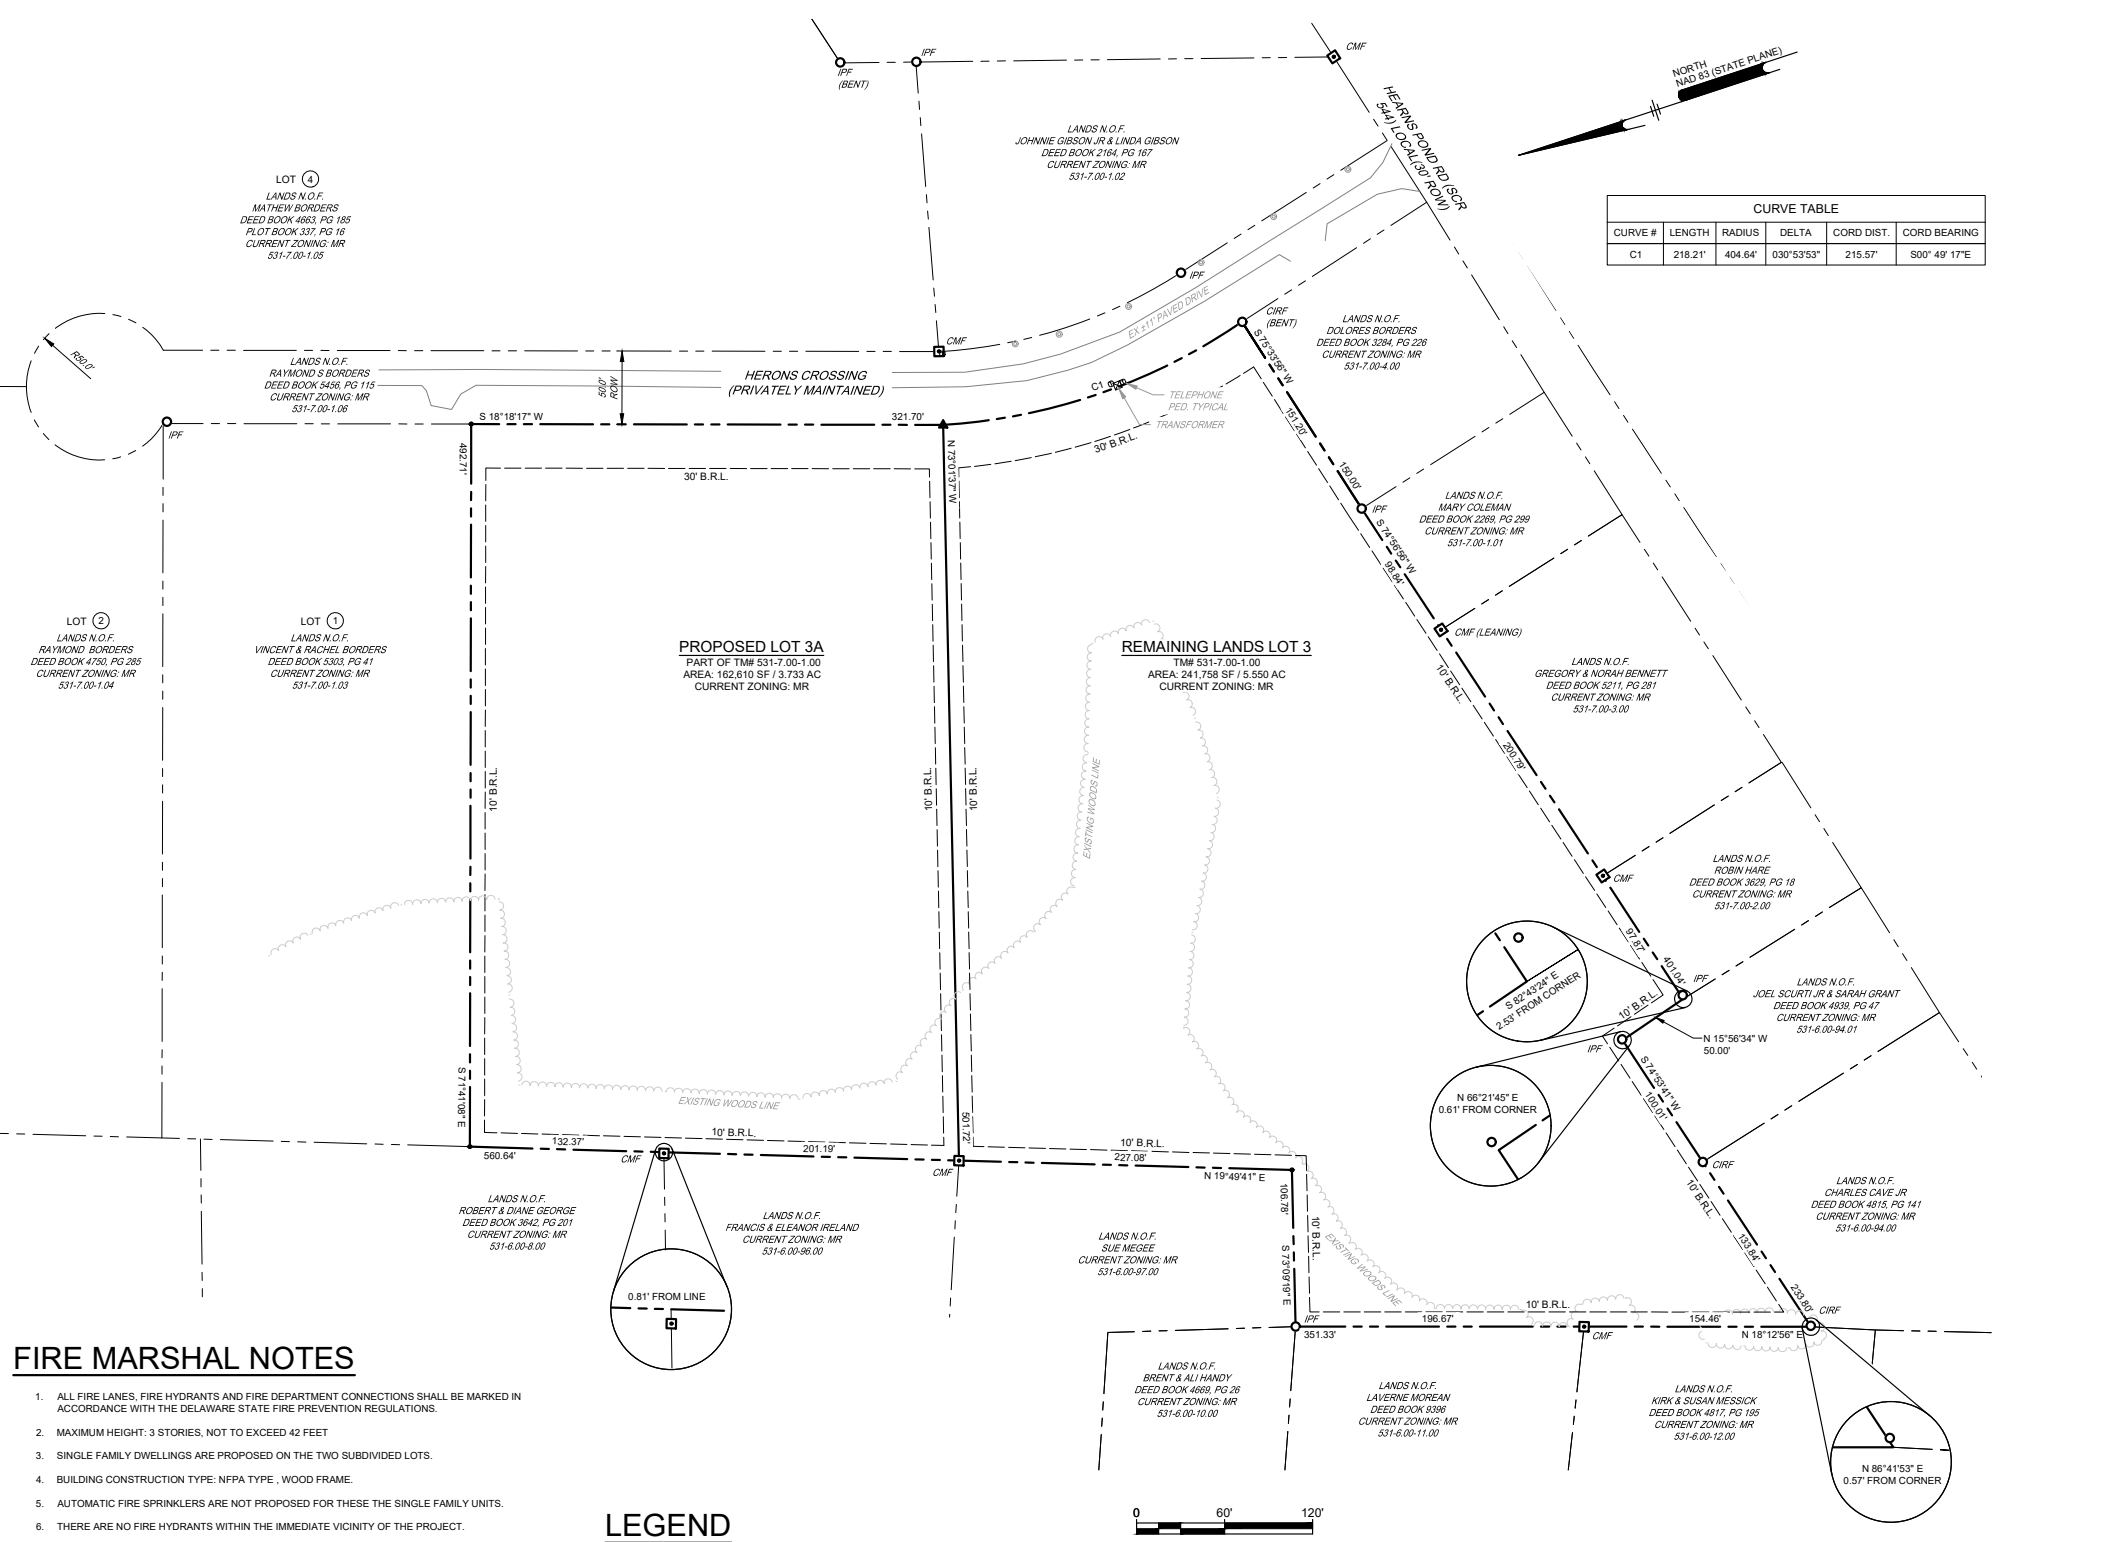 IPF
IPF
(BENT)
CMF
NORTH
NAD 83 (STATE PLANE)
HEARNS POND RD (SCR
544) LOCAL(30' ROW)
LANDS N.O.F.
JOHNNIE GIBSON JR & LINDA GIBSON
DEED BOOK 2164, PG 167
CURRENT ZONING: MR
531-7.00-1.02
LOT 4
LANDS N.O.F.
MATHEW BORDERS
DEED BOOK 4663, PG 185
PLOT BOOK 337, PG 16
CURRENT ZONING: MR
531-7.00-1.05
CURVE TABLE
CURVE # LENGTH RADIUS DELTA CORD DIST. CORD BEARING
C1 218.21' 404.64' 030°53'53" 215.57' S00° 49' 17"E
IPF
EX ±11' PAVED DRIVE
CIRF
(BENT)
LANDS N.O.F.
DOLORES BORDERS
DEED BOOK 3284, PG 226
CURRENT ZONING: MR
531-7.00-4.00
CMF
R50.0'
LANDS N.O.F.
RAYMOND S BORDERS
DEED BOOK 5456, PG 115
CURRENT ZONING: MR
531-7.00-1.06
50.0'
ROW
HERONS CROSSING
(PRIVATELY MAINTAINED)
C1
TELEPHONE
PED. TYPICAL
TRANSFORMER
S 18°18'17" W
321.70'
IPF
30' B.R.L.
30' B.R.L.
492.71'
N 73°01'37" W
S 75°33'56" W
151.20'
150.00'
IPF
LANDS N.O.F.
MARY COLEMAN
DEED BOOK 2269, PG 299
CURRENT ZONING: MR
531-7.00-1.01
S 74°56'56" W
98.84'
CMF (LEANING)
LOT 2
LANDS N.O.F.
RAYMOND BORDERS
DEED BOOK 4750, PG 285
CURRENT ZONING: MR
531-7.00-1.04
LOT 1
LANDS N.O.F.
VINCENT & RACHEL BORDERS
DEED BOOK 5303, PG 41
CURRENT ZONING: MR
531-7.00-1.03
PROPOSED LOT 3A
PART OF TM# 531-7.00-1.00
AREA: 162,610 SF / 3.733 AC
CURRENT ZONING: MR
REMAINING LANDS LOT 3
TM# 531-7.00-1.00
AREA: 241,758 SF / 5.550 AC
CURRENT ZONING: MR
10' B.R.L.
LANDS N.O.F.
GREGORY & NORAH BENNETT
DEED BOOK 5211, PG 281
CURRENT ZONING: MR
531-7.00-3.00
200.79'
10' B.R.L.
10' B.R.L.
10' B.R.L.
EXISTING WOODS LINE
CMF
LANDS N.O.F.
ROBIN HARE
DEED BOOK 3629, PG 18
CURRENT ZONING: MR
531-7.00-2.00
97.87'
401.04'
IPF
S 82°43'24" E
2.53' FROM CORNER
10' B.R.L.
LANDS N.O.F.
JOEL SCURTI JR & SARAH GRANT
DEED BOOK 4939, PG 47
CURRENT ZONING: MR
531-6.00-94.01
N 15°56'34" W
50.00'
IPF
S 74°53'41" W
100.01'
N 66°21'45" E
0.61' FROM CORNER
S 71°41'08" E
EXISTING WOODS LINE
501.72'
10' B.R.L.
10' B.R.L.
132.37'
560.64'
201.19'
227.08'
CMF
CMF
N 19°49'41" E
CIRF
10' B.R.L.
LANDS N.O.F.
CHARLES CAVE JR
DEED BOOK 4815, PG 141
CURRENT ZONING: MR
531-6.00-94.00
106.78'
S 73°09'19" E
10' B.R.L.
EXISTING WOODS LINE
133.84'
233.80'
LANDS N.O.F.
ROBERT & DIANE GEORGE
DEED BOOK 3642, PG 201
CURRENT ZONING: MR
531-6.00-8.00
LANDS N.O.F.
FRANCIS & ELEANOR IRELAND
CURRENT ZONING: MR
531-6.00-96.00
LANDS N.O.F.
SUE MEGEE
CURRENT ZONING: MR
531-6.00-97.00
0.81' FROM LINE
10' B.R.L.
IPF
351.33'
196.67'
CMF
154.46'
N 18°12'56" E
CIRF
LANDS N.O.F.
BRENT & ALI HANDY
DEED BOOK 4669, PG 26
CURRENT ZONING: MR
531-6.00-10.00
LANDS N.O.F.
LAVERNE MOREAN
DEED BOOK 9396
CURRENT ZONING: MR
531-6.00-11.00
LANDS N.O.F.
KIRK & SUSAN MESSICK
DEED BOOK 4817, PG 195
CURRENT ZONING: MR
531-6.00-12.00
N 86°41'53" E
0.57' FROM CORNER
FIRE MARSHAL NOTES
1. ALL FIRE LANES, FIRE HYDRANTS AND FIRE DEPARTMENT CONNECTIONS SHALL BE MARKED IN
ACCORDANCE WITH THE DELAWARE STATE FIRE PREVENTION REGULATIONS.
2. MAXIMUM HEIGHT: 3 STORIES, NOT TO EXCEED 42 FEET
3. SINGLE FAMILY DWELLINGS ARE PROPOSED ON THE TWO SUBDIVIDED LOTS.
4. BUILDING CONSTRUCTION TYPE: NFPA TYPE , WOOD FRAME.
5. AUTOMATIC FIRE SPRINKLERS ARE NOT PROPOSED FOR THESE THE SINGLE FAMILY UNITS.
6. THERE ARE NO FIRE HYDRANTS WITHIN THE IMMEDIATE VICINITY OF THE PROJECT.
LEGEND
0 60' 120'